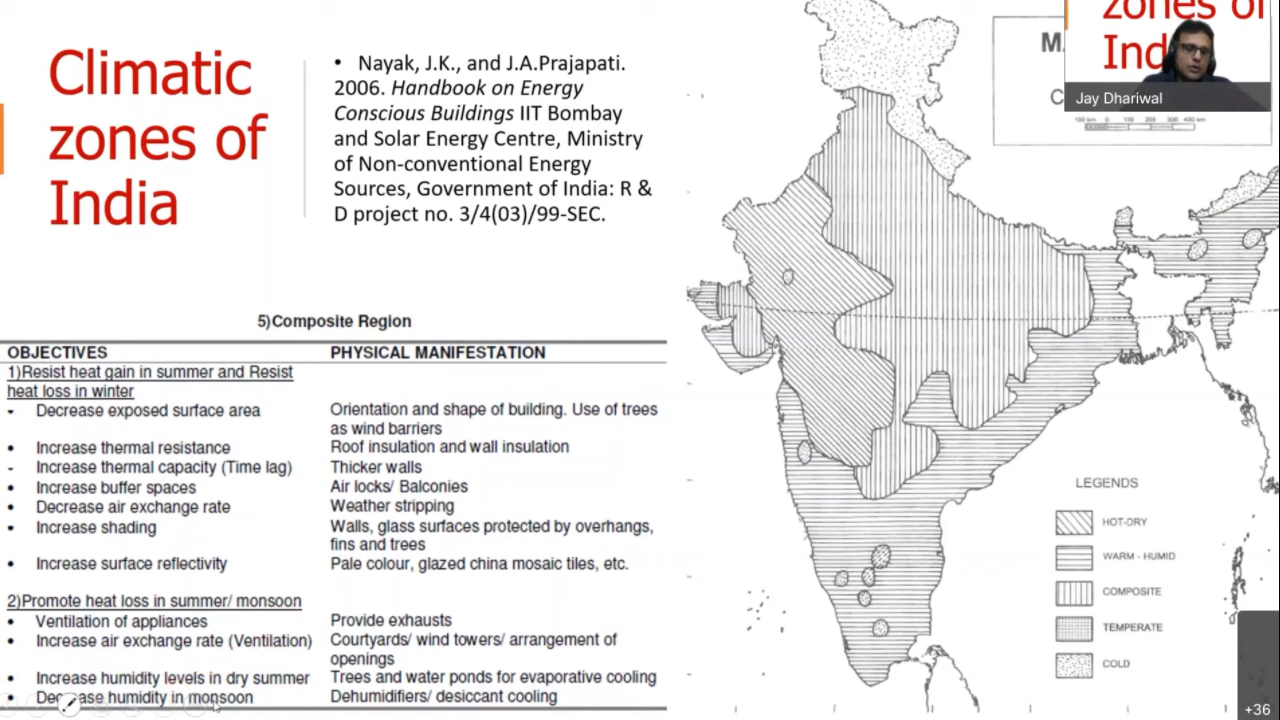 Climatic
zones of
India
• Nayak, J.K., and J.A.Prajapati.
2006. Handbook on Energy
Conscious Buildings IIT Bombay
and Solar Energy Centre, Ministry
of Non-conventional Energy
Sources, Government of India: R &
D project no. 3/4(03)/99-SEC.
5)Composite Region
OBJECTIVES PHYSICAL MANIFESTATION
1)Resist heat gain in summer and Resist
heat loss in winter
- Decrease exposed surface area Orientation and shape of building. Use of trees
as wind barriers
• Increase thermal resistance Roof insulation and wall insulation
- Increase thermal capacity (Time lag) Thicker walls
• Increase buffer spaces Air locks/ Balconies
• Decrease air exchange rate Weather stripping
• Increase shading Walls, glass surfaces protected by overhangs,
fins and trees
• Increase surface reflectivity Pale colour, glazed china mosaic tiles, etc.
2)Promote heat loss in summer/ monsoon
• Ventilation of appliances Provide exhausts
• Increase air exchange rate (Ventilation) Courtyards/ wind towers/ arrangement of
openings
• Increase humidity levels in dry summer Trees and water ponds for evaporative cooling
• humidity in monsoon Dehumidifiers/ desiccant cooling
zones of
Ind
Jay Dhariwal
100 km 0 100 200 300 400 km
LEGENDS
HOT-DRY
WARM - HUMID
COMPOSITE
TEMPERATE
COLD
+36